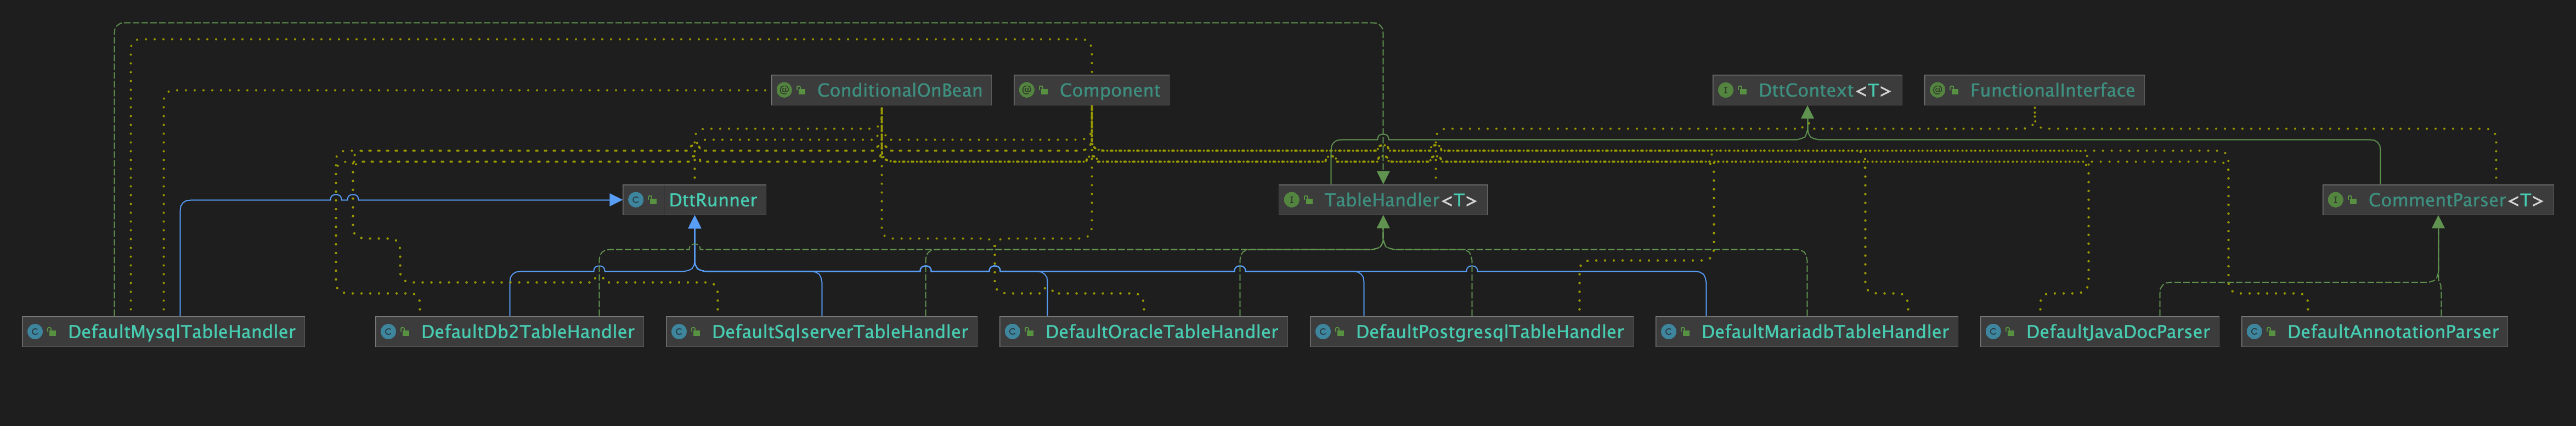 ConditionalOnBean
Component
DttContext<T>
FunctionalInterface
DttRunner
TableHandler<T>
CommentParser<T>
DefaultMysqlTableHandler
DefaultDb2TableHandler
DefaultSqlserverTableHandler
DefaultOracleTableHandler
DefaultPostgresqlTableHandler
DefaultMariadbTableHandler
DefaultJavaDocParser
DefaultAnnotationParser